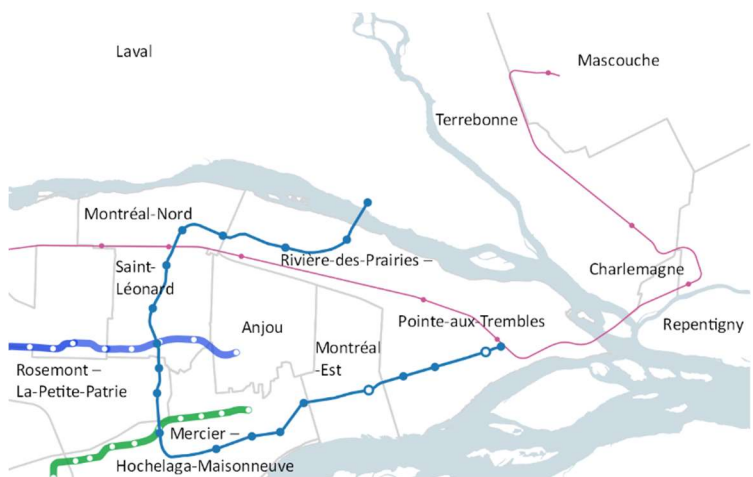 Laval
Mascouche
Terrebonne
Montréal-Nord
Rivière-des-Prairies –
Saint-
Léonard
Charlemagne
Pointe-aux-Trembles
Repentigny
Anjou
Montréal
-Est
Rosemont –
La-Petite-Patrie
Mercier –
Hochelaga-Maisonneuve